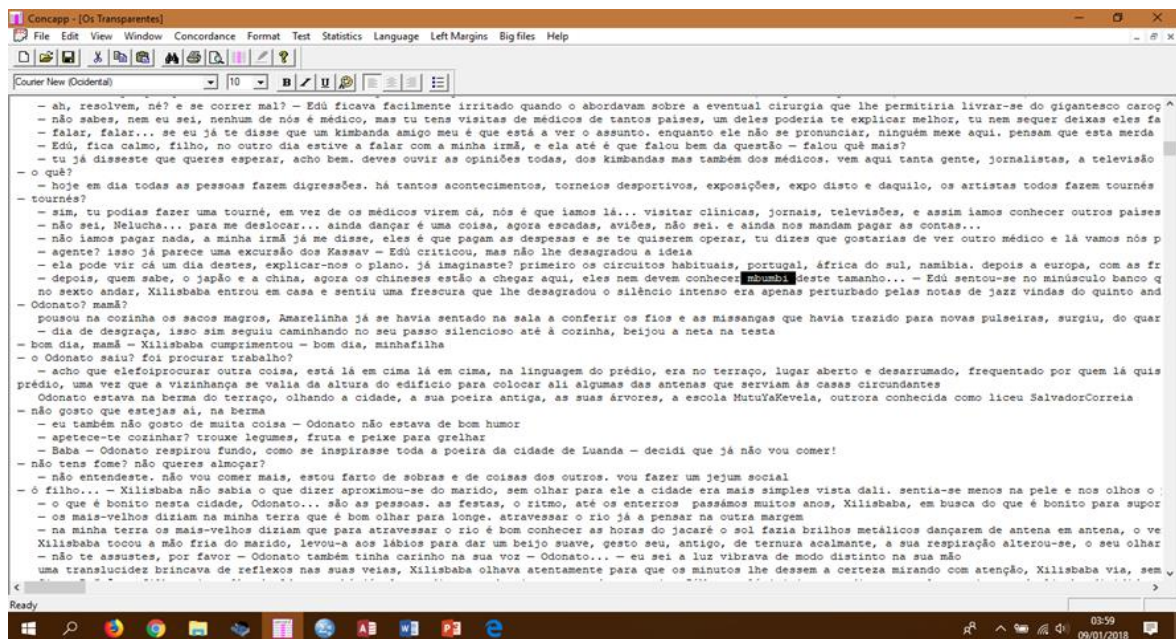 Concapp - [Os Transparentes]
File Edit View Window Concordance Format Test Statistics Language Left Margins Big files Help
Courier New (Ocidental) 10 B I U
— ah, resolvem, né? e se correr mal? — Edú ficava facilmente irritado quando o abordavam sobre a eventual cirurgia que lhe permitiria livrar-se do gigantesco caroç
— não sabes, nem eu sei, nenhum de nós é médico, mas tu tens visitas de médicos de tantos países, um deles poderia te explicar melhor, tu nem sequer deixas eles fa
— falar, falar... se eu já te disse que um kimbanda amigo meu é que está a ver o assunto. enquanto ele não se pronunciar, ninguém mexe aqui. pensam que esta merda
— Edú, fica calmo, filho, no outro dia estive a falar com a minha irmã, e ela até é que falou bem da questão — falou quê mais?
— tu já disseste que queres esperar, acho bem. deves ouvir as opiniões todas, dos kimbandas mas também dos médicos. vem aqui tanta gente, jornalistas, a televisão
— o quê?
— hoje em dia todas as pessoas fazem digressões. há tantos acontecimentos, torneios desportivos, exposições, expo disto e daquilo, os artistas todos fazem tournés
— tournés?
— sim, tu podias fazer uma tourné, em vez de os médicos virem cá, nós é que íamos lá... visitar clínicas, jornais, televisões, e assim íamos conhecer outros países
— não sei, Nelucha... para me deslocar... ainda dançar é uma coisa, agora escadas, aviões, não sei. e ainda nos mandam pagar as contas...
— não íamos pagar nada, a minha irmã já me disse, eles é que pagam as despesas e se te quiserem operar, tu dizes que gostarias de ver outro médico e lá vamos nós p
— agente? isso já parece uma excursão dos Kassav — Edú criticou, mas não lhe desagradou a ideia
— ela pode vir cá um dia destes, explicar-nos o plano. já imaginaste? primeiro os circuitos habituais, portugal, áfrica do sul, namíbia. depois a europa, com as fr
— depois, quem sabe, o japão e a china, agora os chineses estão a chegar aqui, eles nem devem conhecer mbumbi deste tamanho... — Edú sentou-se no minúsculo banco q
no sexto andar, Xilisbaba entrou em casa e sentiu uma frescura que lhe desagradou o silêncio intenso era apenas perturbado pelas notas de jazz vindas do quinto and
— Odonato? mamã?
pousou na cozinha os sacos magros, Amarelinha já se havia sentado na sala a conferir os fios e as missangas que havia trazido para novas pulseiras, surgiu, do quar
— dia de desgraça, isso sim seguiu caminhando no seu passo silencioso até à cozinha, beijou a neta na testa
— bom dia, mamã — Xilisbaba cumprimentou — bom dia, minhafilha
— o Odonato saiu? foi procurar trabalho?
— acho que elefoiprocurar outra coisa, está lá em cima lá em cima, na linguagem do prédio, era no terraço, lugar aberto e desarrumado, frequentado por quem lá quis
prédio, uma vez que a vizinhança se valia da altura do edifício para colocar ali algumas das antenas que serviam às casas circundantes
Odonato estava na berma do terraço, olhando a cidade, a sua poeira antiga, as suas árvores, a escola MutuYaKevela, outrora conhecida como liceu SalvadorCorreia
— não gosto que estejas aí, na berma
— eu também não gosto de muita coisa — Odonato não estava de bom humor
— apetece-te cozinhar? trouxe legumes, fruta e peixe para grelhar
— Baba — Odonato respirou fundo, como se inspirasse toda a poeira da cidade de Luanda — decidi que já não vou comer!
— não tens fome? não queres almoçar?
— não entendeste. não vou comer mais, estou farto de sobras e de coisas dos outros. vou fazer um jejum social
— ó filho... — Xilisbaba não sabia o que dizer aproximou-se do marido, sem olhar para ele a cidade era mais simples vista dali. sentia-se menos na pele e nos olhos o
— o que é bonito nesta cidade, Odonato... são as pessoas. as festas, o ritmo, até os enterros passámos muitos anos, Xilisbaba, em busca do que é bonito para supor
— os mais-velhos diziam na minha terra que é bom olhar para longe. atravessar o rio já a pensar na outra margem
— na minha terra os mais-velhos diziam que para atravessar o rio é bom conhecer as horas do jacaré o sol fazia brilhos metálicos dançarem de antena em antena, o ve
Xilisbaba tocou a mão fria do marido, levou-a aos lábios para dar um beijo suave, gesto seu, antigo, de ternura acalmante, a sua respiração alterou-se, o seu olhar
— não te assustes, por favor — Odonato também tinha carinho na sua voz — Odonato... — eu sei a luz vibrava de modo distinto na sua mão
uma translucidez brincava de reflexos nas suas veias, Xilisbaba olhava atentamente para que os minutos lhe dessem a certeza mirando com atenção, Xilisbaba via, sem
Ready
03:59
09/01/2018